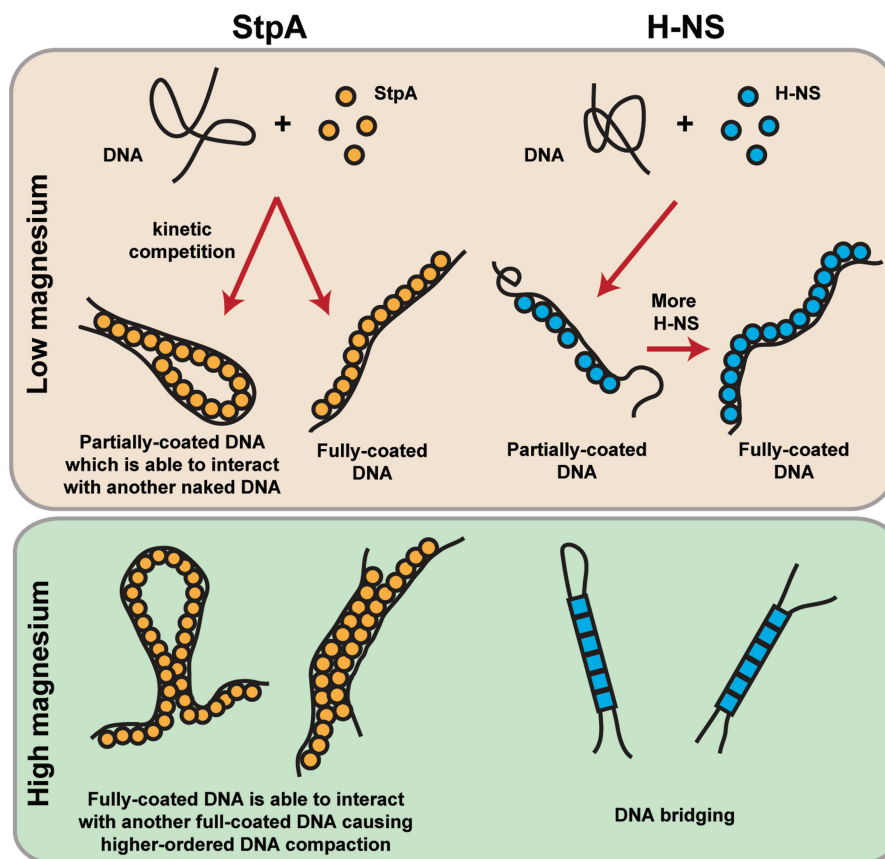 StpA
H-NS
Low magnesium
StpA
DNA
+
kinetic
competition
Partially-coated DNA
which is able to interact
with another naked DNA
Fully-coated
DNA
H-NS
DNA
+
More
H-NS
Partially-coated
DNA
Fully-coated
DNA
High magnesium
Fully-coated DNA is able to interact
with another full-coated DNA causing
higher-ordered DNA compaction
DNA bridging